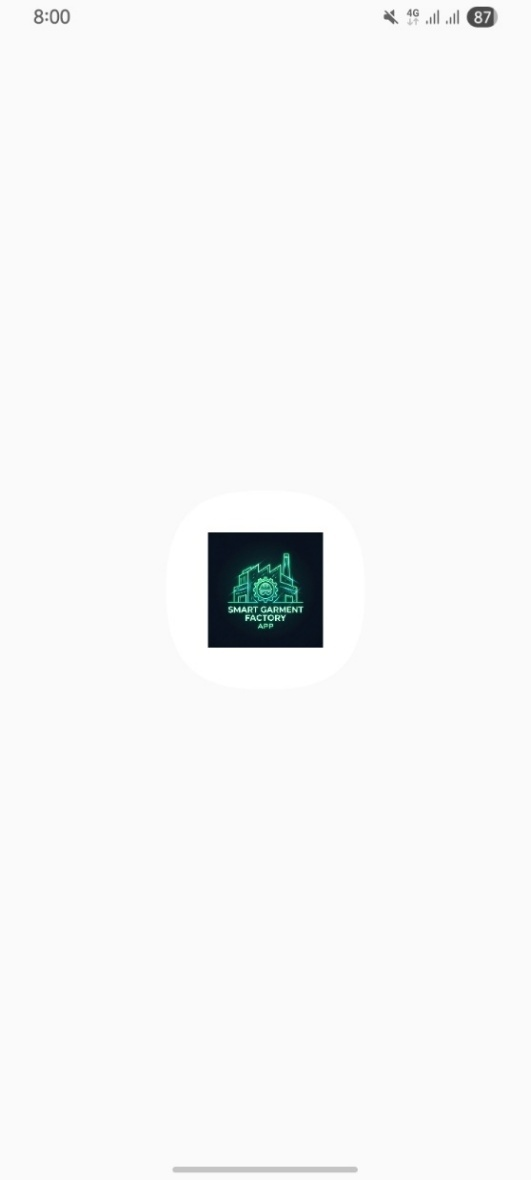 8:00
4G
87
SMART GARMENT
FACTORY
APP